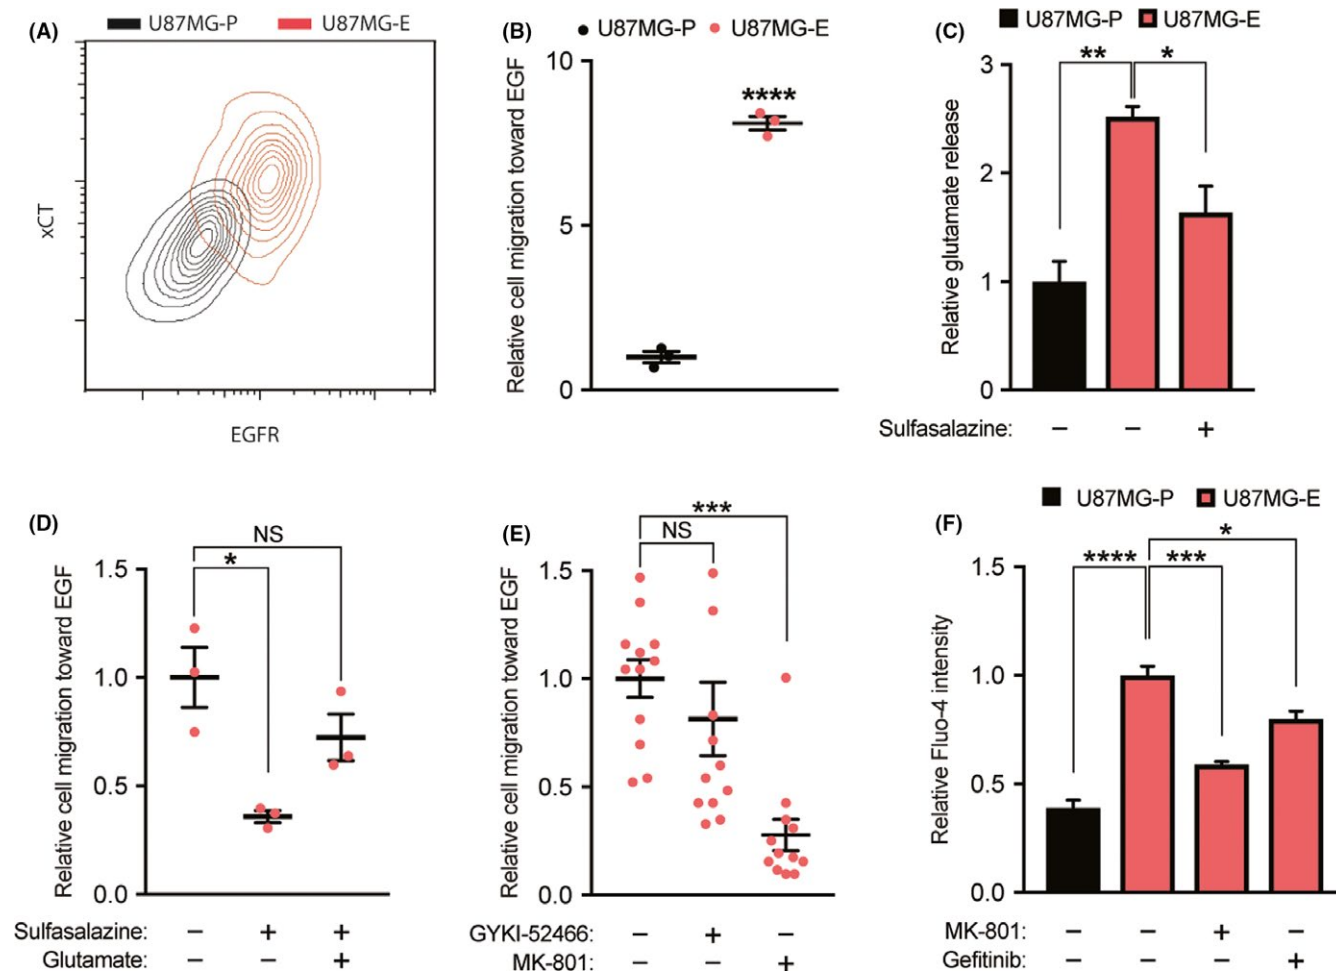 (A)
U87MG-P U87MG-E
xCT
EGFR
(B)
U87MG-P U87MG-E
Relative cell migration toward EGF
10
5
0
****
(C)
U87MG-P U87MG-E
Relative glutamate release
3
2
1
0
** *
Sulfasalazine: − − +
(D)
Relative cell migration toward EGF
1.5
1.0
0.5
0.0
NS
*
Sulfasalazine: − + +
Glutamate: − − +
(E)
Relative cell migration toward EGF
1.5
1.0
0.5
0.0
***
NS
GYKI-52466: − + −
MK-801: − − +
(F)
U87MG-P U87MG-E
Relative Fluo-4 intensity
1.5
1.0
0.5
0.0
*
**** ***
MK-801: − − + −
Gefitinib: − − − +